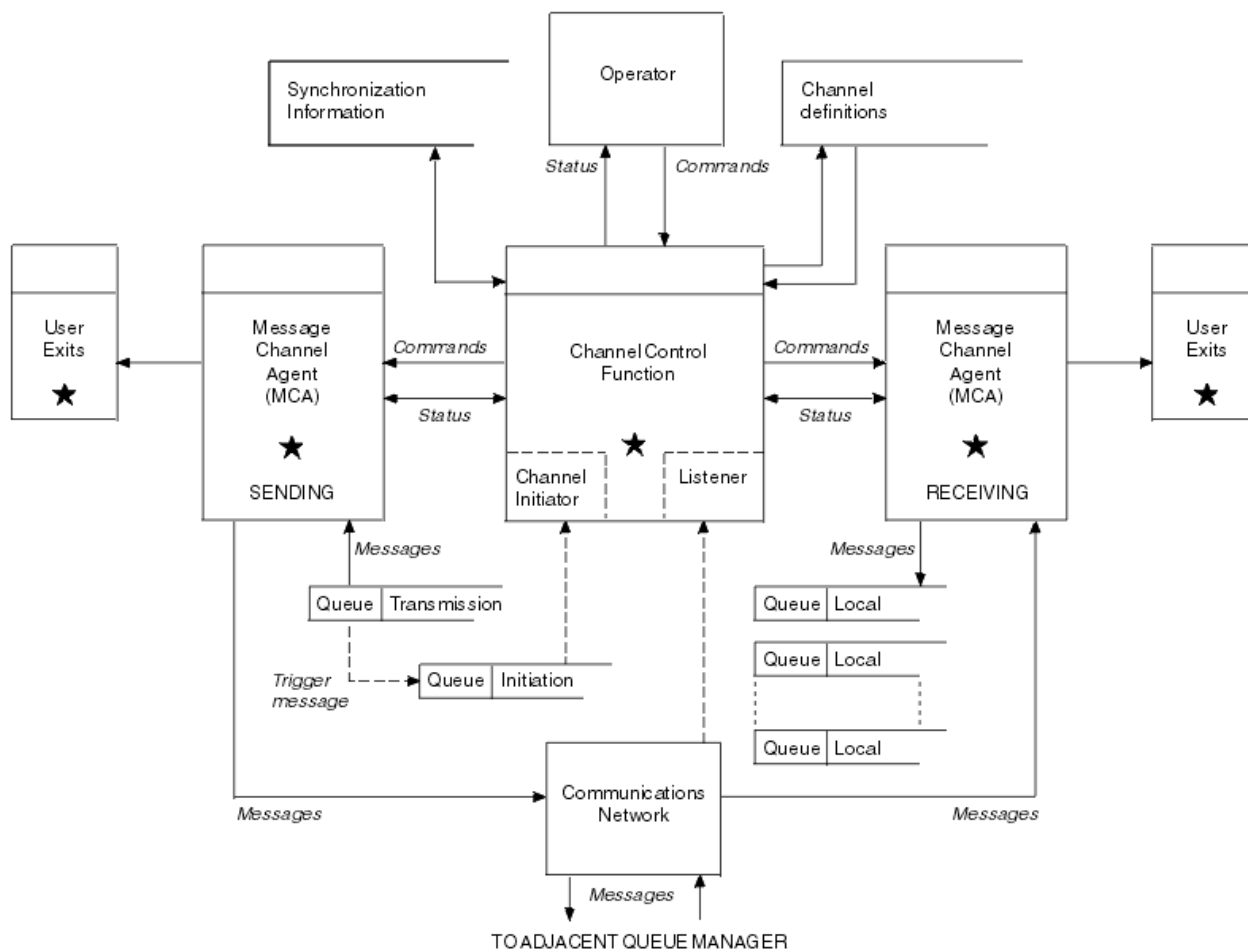 Operator
Synchronization
Information
Channel
definitions
Status
Commands
User
Exits
Message
Channel
Agent
(MCA)
SENDING
Commands
Status
Channel Control
Function
Channel
Initiator
Listener
Commands
Status
Message
Channel
Agent
(MCA)
RECEIVING
User
Exits
Messages
Messages
Queue Transmission
Queue Local
Trigger
message
Queue Initiation
Queue Local
Queue Local
Communications
Network
Messages
Messages
Messages
TO ADJACENT QUEUE MANAGER